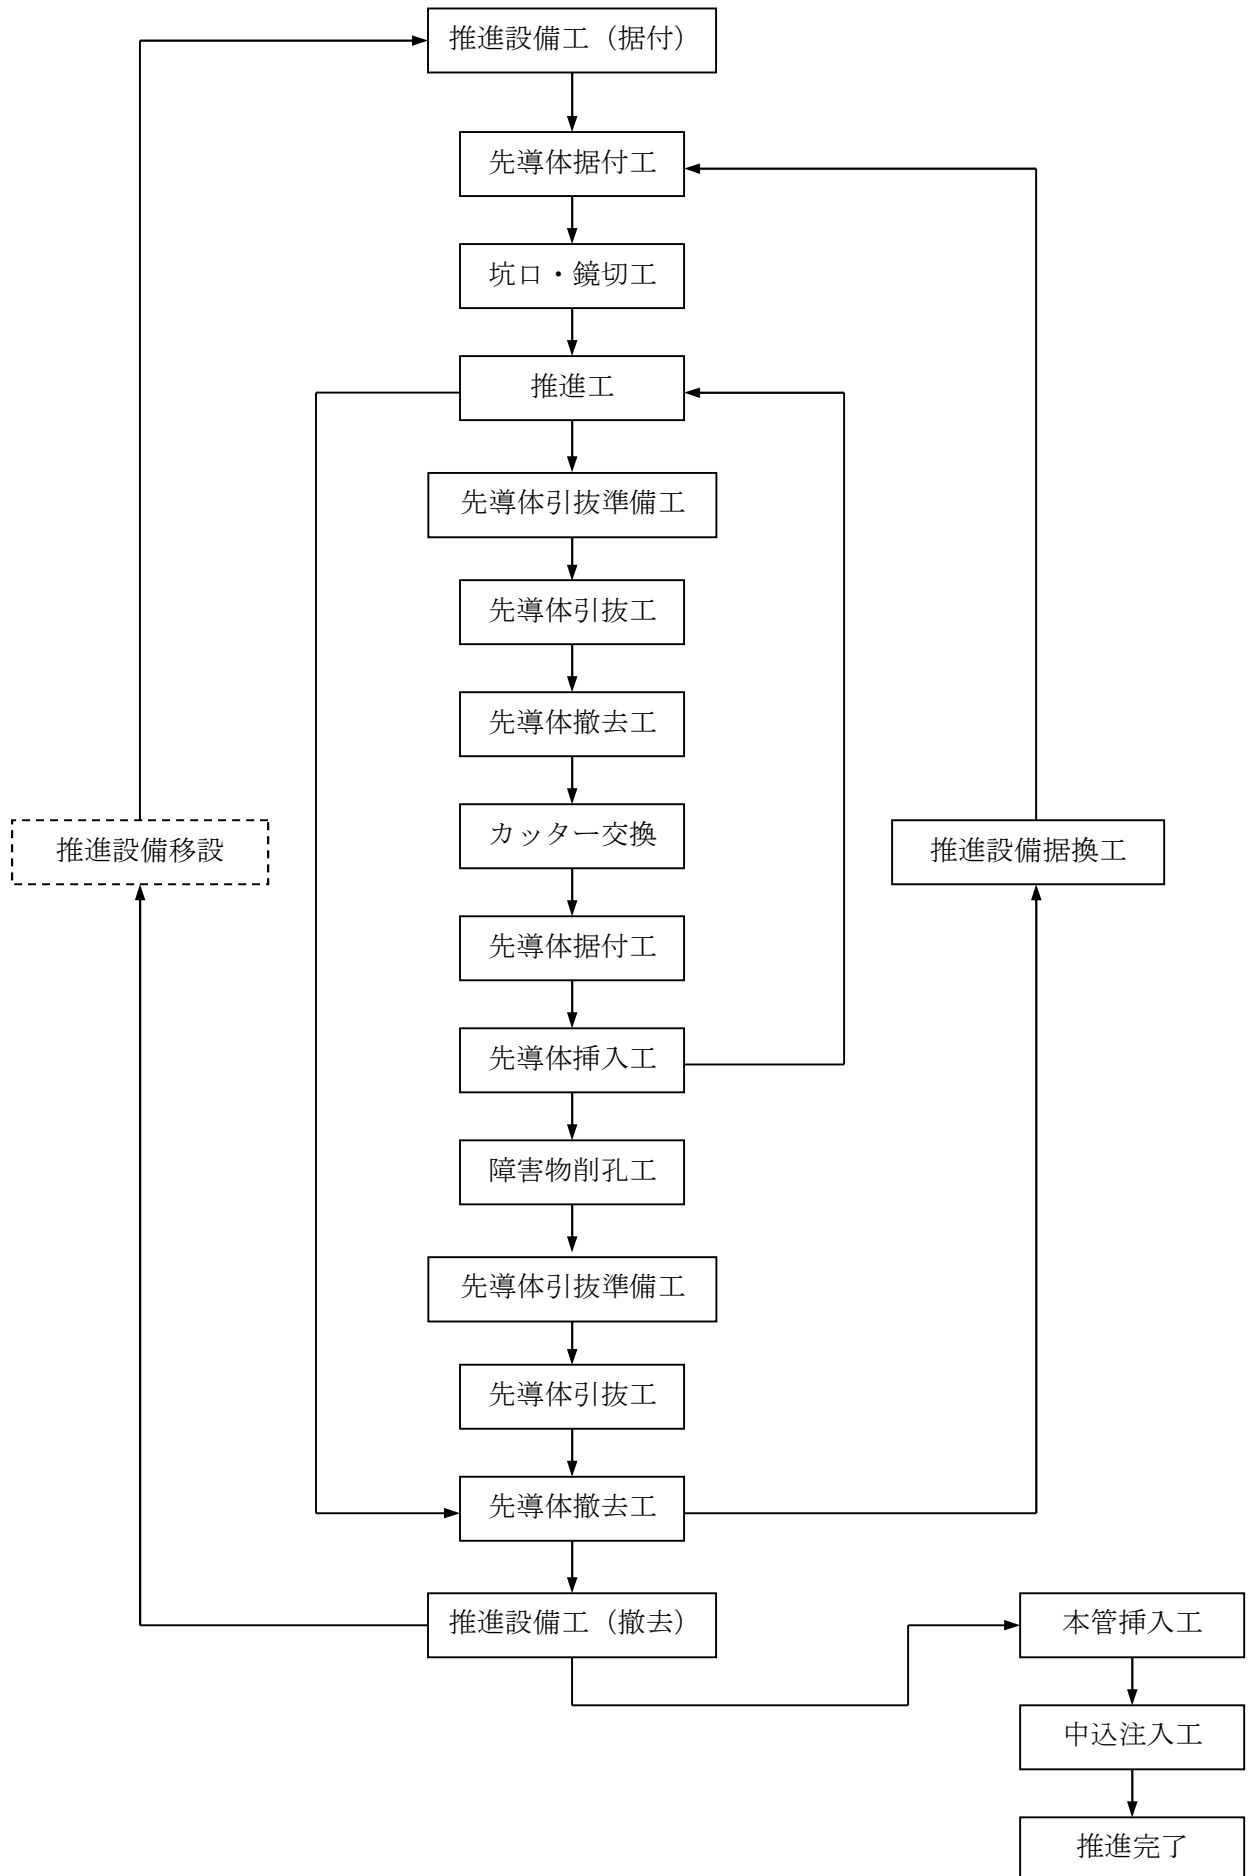 推進設備工（据付）
先導体据付工
坑口・鏡切工
推進工
先導体引抜準備工
先導体引抜工
先導体撤去工
カッター交換
推進設備移設
推進設備据換工
先導体据付工
先導体挿入工
障害物削孔工
先導体引抜準備工
先導体引抜工
先導体撤去工
推進設備工（撤去）
本管挿入工
中込注入工
推進完了